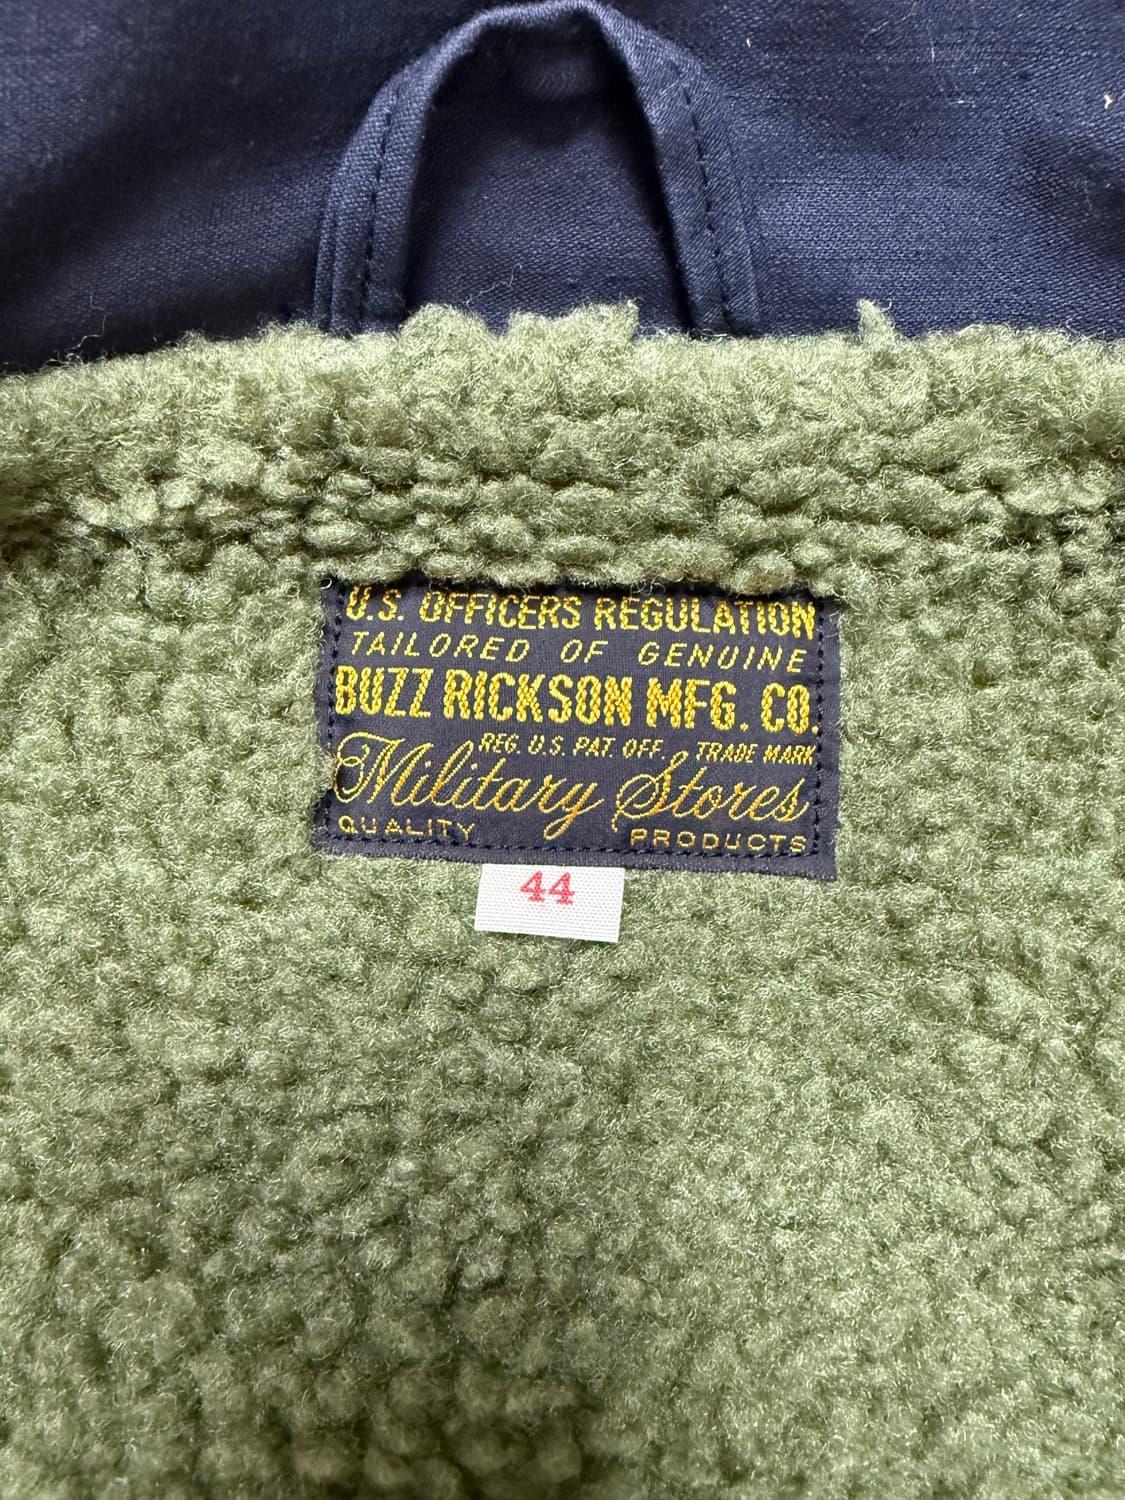 U.S. OFFICERS REGULATION
TAILORED OF GENUINE
BUZZ RICKSON MFG. CO.
REG. U.S. PAT. OFF. TRADE MARK
Military Stores
QUALITY PRODUCTS
44